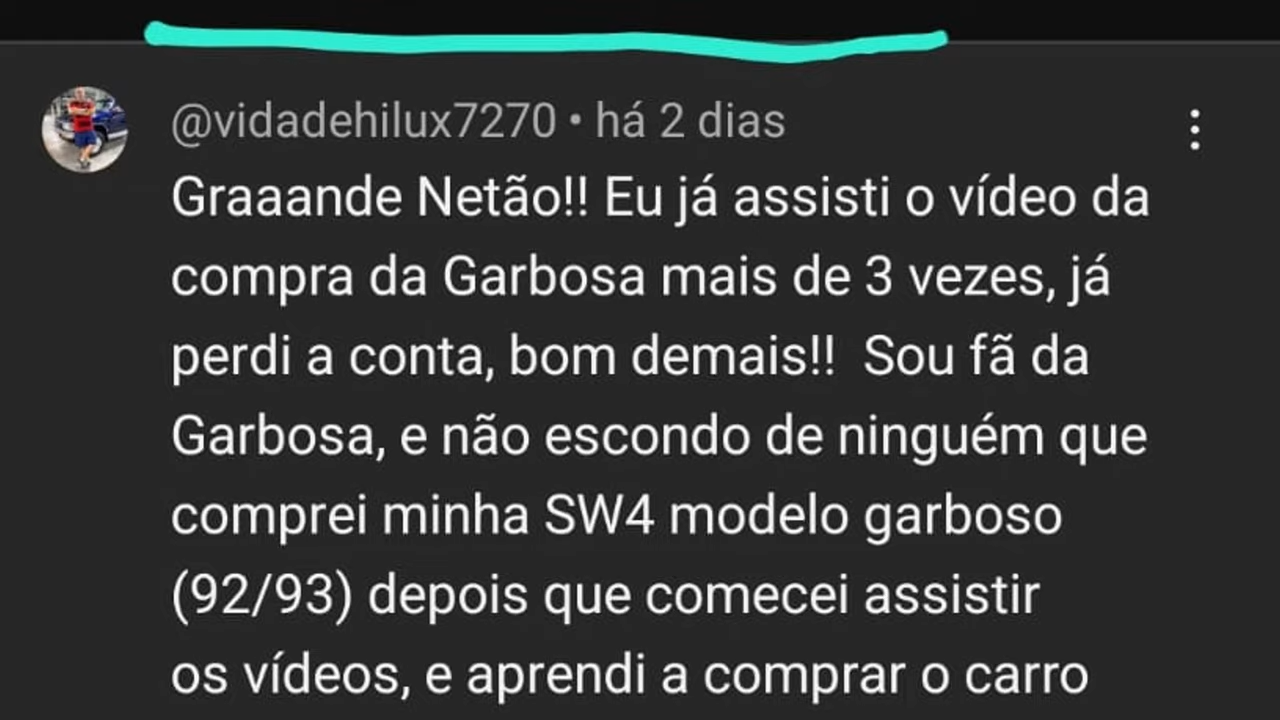 @vidadehilux7270 • há 2 dias
Graaande Netão!! Eu já assisti o vídeo da
compra da Garbosa mais de 3 vezes, já
perdi a conta, bom demais!!  Sou fã da
Garbosa, e não escondo de ninguém que
comprei minha SW4 modelo garboso
(92/93) depois que comecei assistir
os vídeos, e aprendi a comprar o carro